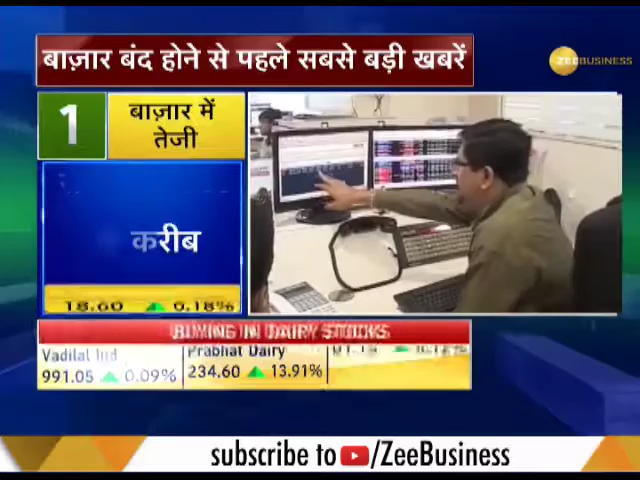 बाज़ार बंद होने से पहले सबसे बड़ी खबरें
ZEEBUSINESS
1
बाज़ार में
तेजी
करीब
18.60 0.18%
BUYING IN DAIRY STOCKS
Vadilal Ind
991.05 0.09%
Prabhat Dairy
234.60 13.91%
subscribe to /ZeeBusiness